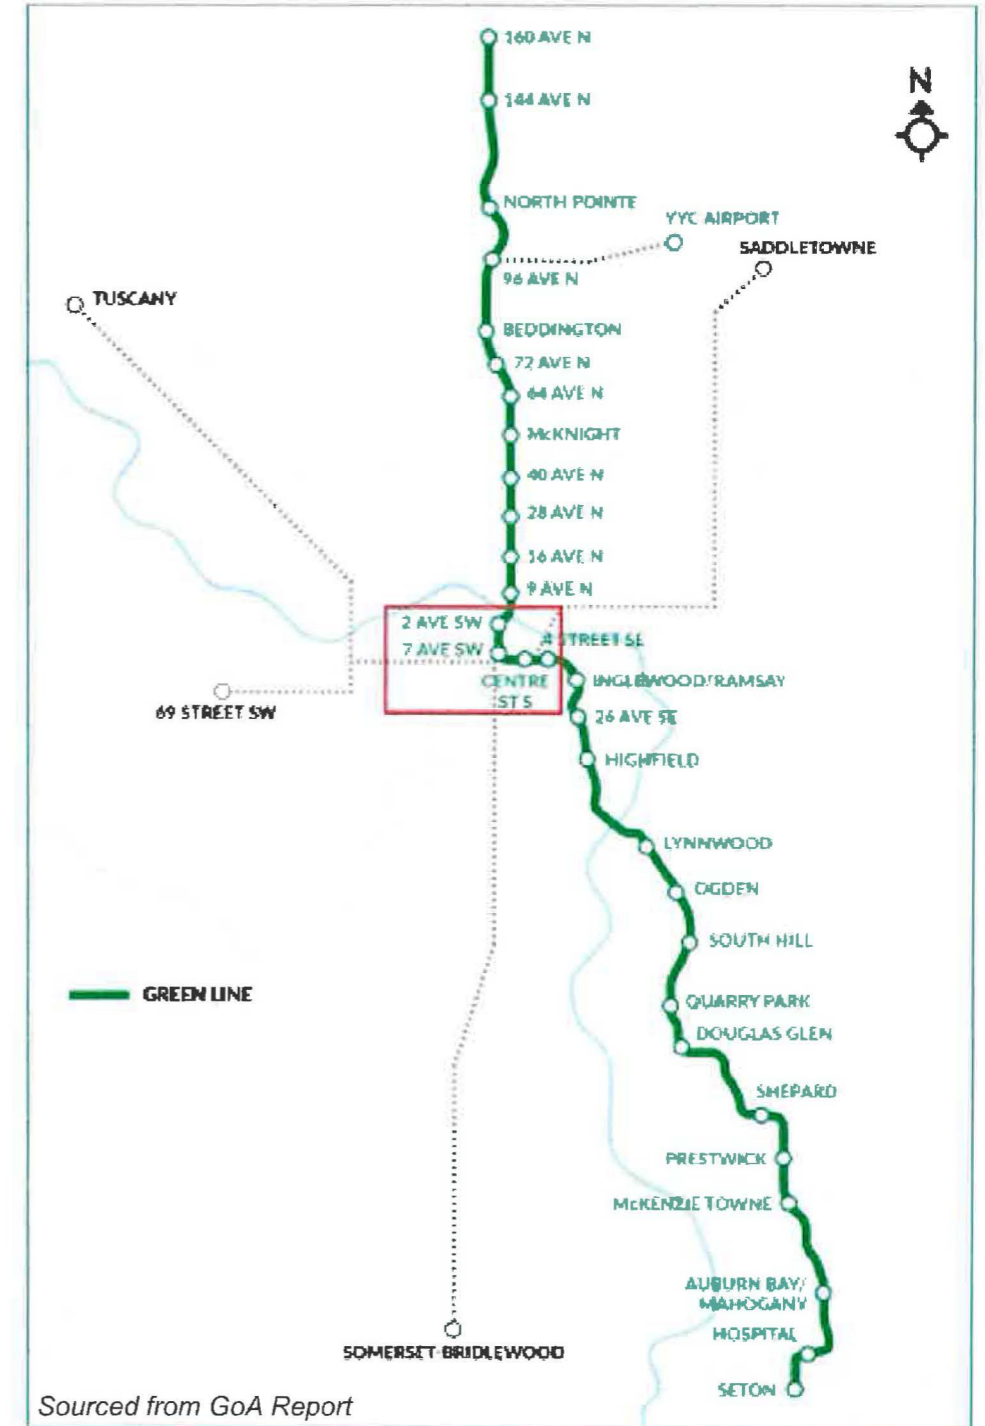 160 AVE N
N
144 AVE N
NORTH POINTE
YYC AIRPORT
SADDLETOWNE
96 AVE N
TUSCANY
BEDDINGTON
72 AVE N
64 AVE N
McKNIGHT
40 AVE N
28 AVE N
16 AVE N
9 AVE N
2 AVE SW
4 STREET SE
7 AVE SW
CENTRE
ST S
INGLEWOOD/RAMSAY
69 STREET SW
26 AVE SE
HIGHFIELD
LYNNWOOD
OGDEN
SOUTH HILL
GREEN LINE
QUARRY PARK
DOUGLAS GLEN
SHEPARD
PRESTWICK
McKENZIE TOWNE
AUBURN BAY/
MAHOGANY
HOSPITAL
SOMERSET-BRIDLEWOOD
SETON
Sourced from GoA Report